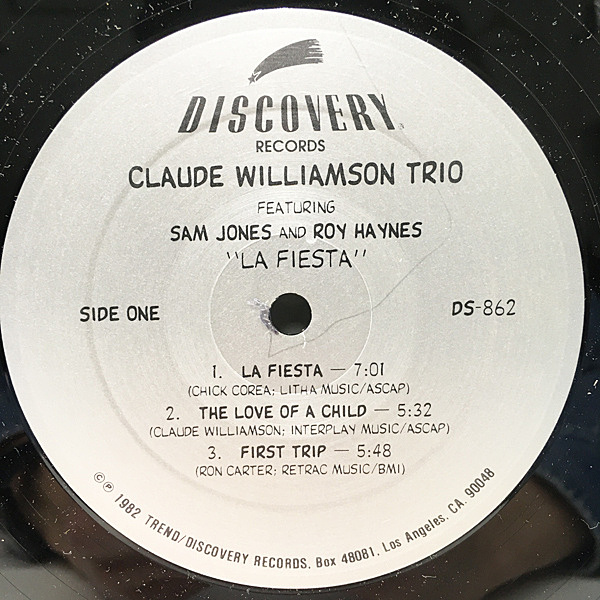 DISCOVERY
RECORDS
CLAUDE WILLIAMSON TRIO
FEATURING
SAM JONES AND ROY HAYNES
"LA FIESTA"
SIDE ONE
DS-862
1. LA FIESTA — 7:01
(CHICK COREA; LITHA MUSIC/ASCAP)
2. THE LOVE OF A CHILD — 5:32
(CLAUDE WILLIAMSON; INTERPLAY MUSIC/ASCAP)
3. FIRST TRIP — 5:48
(RON CARTER; RETRAC MUSIC/BMI)
©℗ 1982 TREND/DISCOVERY RECORDS, Box 48081, Los Angeles, CA. 90048